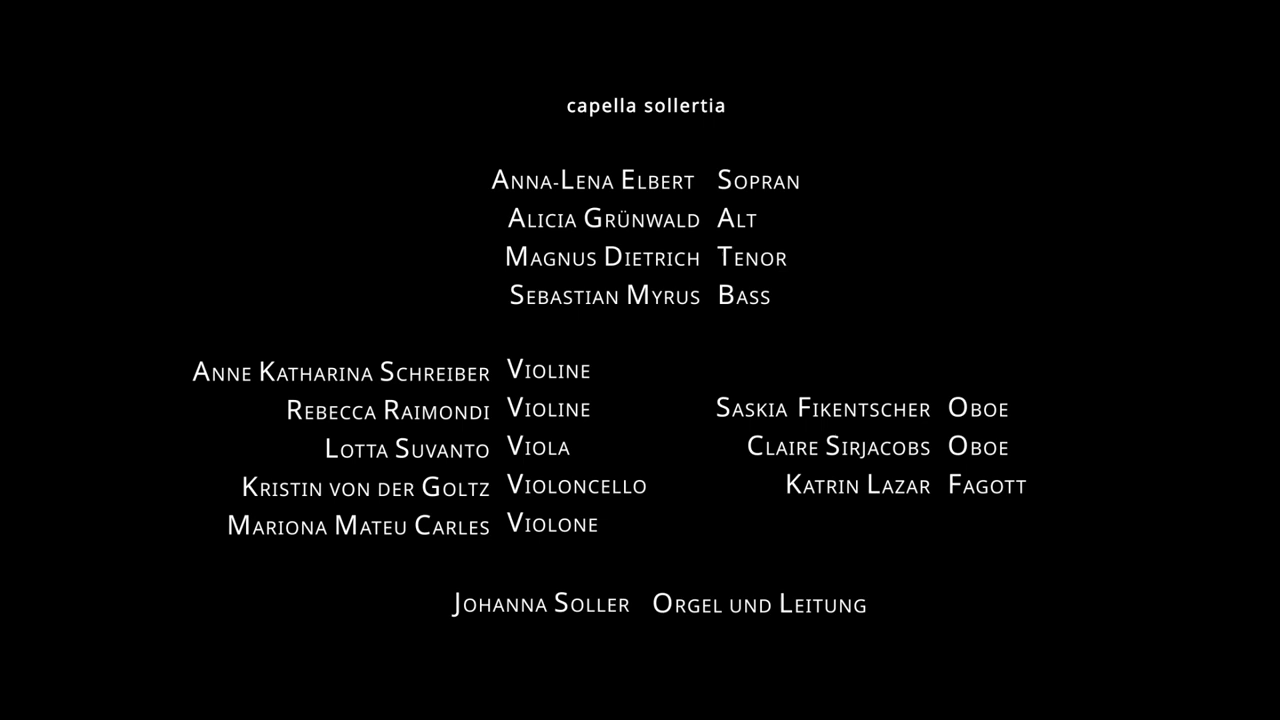 capella sollertia
Anna-Lena Elbert Sopran
Alicia Grünwald Alt
Magnus Dietrich Tenor
Sebastian Myrus Bass
Anne Katharina Schreiber Violine
Rebecca Raimondi Violine
Lotta Suvanto Viola
Kristin von der Goltz Violoncello
Mariona Mateu Carles Violone
Saskia Fikentscher Oboe
Claire Sirjacobs Oboe
Katrin Lazar Fagott
Johanna Soller Orgel und Leitung